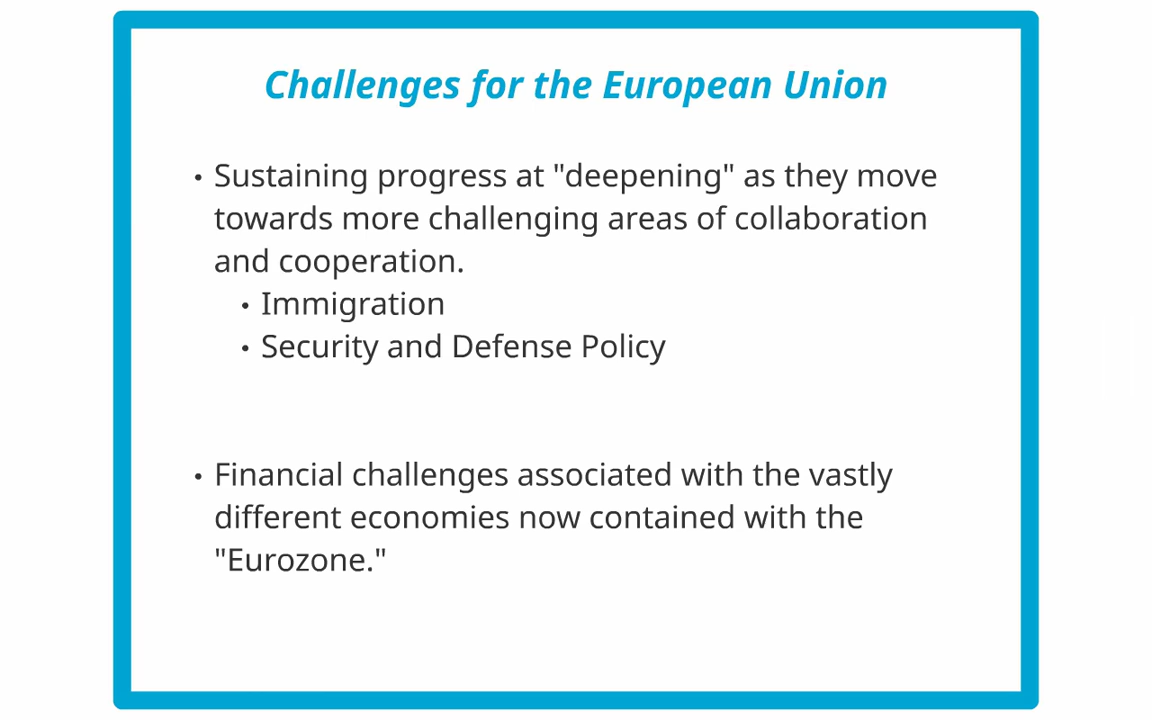 Challenges for the European Union
• Sustaining progress at "deepening" as they move
towards more challenging areas of collaboration
and cooperation.
• Immigration
• Security and Defense Policy
• Financial challenges associated with the vastly
different economies now contained with the
"Eurozone."